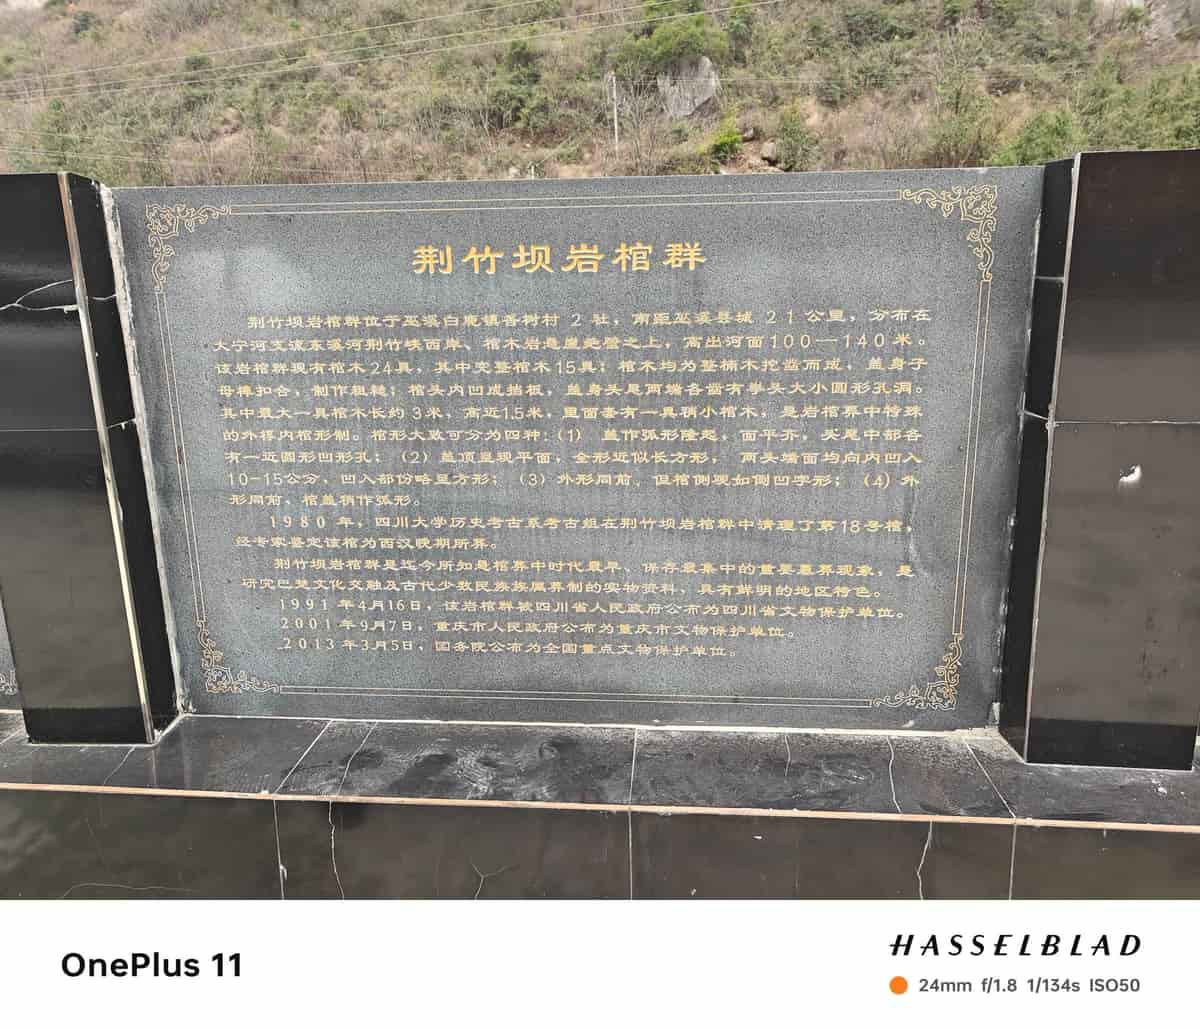 荆竹坝岩棺群
荆竹坝岩棺群位于巫溪白鹿镇香树村 2 社，南距巫溪县城 21 公里，分布在
大宁河支流东溪河荆竹峡西岸、棺木岩悬崖绝壁之上，高出河面100—140 米。
该岩棺群现有棺木24具，其中完整棺木15具；棺木均为整楠木挖凿而成，盖身子
母榫扣合，制作粗糙；棺头内凹成挡板，盖身头尾两端各凿有拳头大小圆形孔洞。
其中最大一具棺木长约 3 米、高近1.5米，里面套有一具稍小棺木，是岩棺葬中特殊
的外椁内棺形制。棺形大致可分为四种：（1） 盖作弧形隆起，面平齐，头尾中部各
有一近圆形凹形孔；（2）盖顶呈现平面，全形近似长方形， 两头端面均向内凹入
10-15公分，凹入部份略呈方形；（3）外形同前，但棺侧现如倒凹字形；（4）外
形同前，棺盖稍作弧形。
1980 年，四川大学历史考古系考古组在荆竹坝岩棺群中清理了第18号棺，
经专家鉴定该棺为西汉晚期所葬。
荆竹坝岩棺群是迄今所知岩棺葬中时代最早、保存最集中的重要墓葬现象，是
研究巴楚文化交融及古代少数民族族属葬制的实物资料，具有鲜明的地区特色。
1991 年4月16日，该岩棺群被四川省人民政府公布为四川省文物保护单位。
2001 年9月7日，重庆市人民政府公布为重庆市文物保护单位。
2013 年3月5日，国务院公布为全国重点文物保护单位。
OnePlus 11
HASSELBLAD
24mm f/1.8 1/134s ISO50